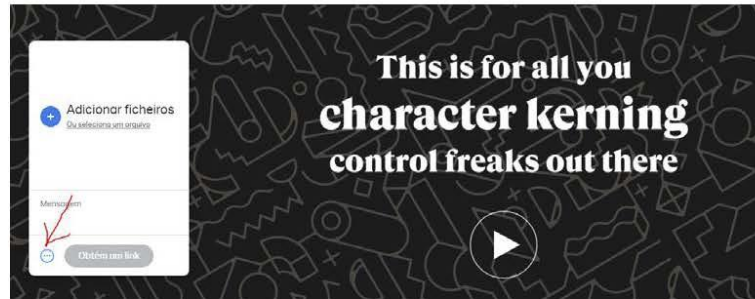 Adicionar ficheiros
Ou seleciona um arquivo
Mensagem
Obtém um link
This is for all you
character kerning
control freaks out there